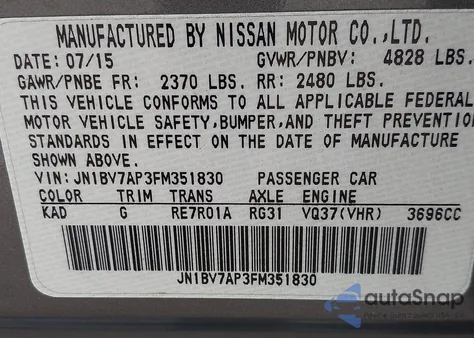 MANUFACTURED BY NISSAN MOTOR CO.,LTD.
DATE: 07/15 GVWR/PNBV: 4828 LBS.
GAWR/PNBE FR: 2370 LBS. RR: 2480 LBS.
THIS VEHICLE CONFORMS TO ALL APPLICABLE FEDERAL
MOTOR VEHICLE SAFETY,BUMPER,AND THEFT PREVENTIO
STANDARDS IN EFFECT ON THE DATE OF MANUFACTURE
SHOWN ABOVE.
VIN: JN1BV7AP3FM351830 PASSENGER CAR
COLOR TRIM TRANS AXLE ENGINE
KAD G RE7R01A RG31 VQ37(VHR) 3696CC
JN1BV7AP3FM351830
autoSnap